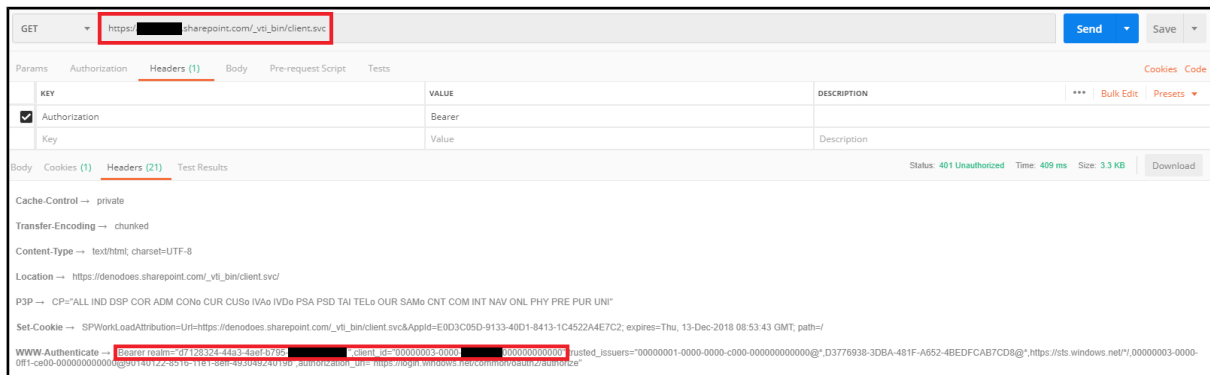 GET https:/ .sharepoint.com/_vti_bin/client.svc Send Save
Params Authorization Headers (1) Body Pre-request Script Tests Cookies Code
KEY VALUE DESCRIPTION ••• Bulk Edit Presets
Authorization Bearer
Key Value Description
Body Cookies (1) Headers (21) Test Results Status: 401 Unauthorized Time: 409 ms Size: 3.3 KB Download
Cache-Control → private
Transfer-Encoding → chunked
Content-Type → text/html; charset=UTF-8
Location → https://denodoes.sharepoint.com/_vti_bin/client.svc/
P3P → CP="ALL IND DSP COR ADM CONo CUR CUSo IVAo IVDo PSA PSD TAI TELo OUR SAMo CNT COM INT NAV ONL PHY PRE PUR UNI"
Set-Cookie → SPWorkLoadAttribution=Url=https://denodoes.sharepoint.com/_vti_bin/client.svc&AppId=E0D3C05D-9133-40D1-8413-1C4522A4E7C2; expires=Thu, 13-Dec-2018 08:53:43 GMT; path=/
WWW-Authenticate → Bearer realm="d7128324-44a3-4aef-b795- ",client_id="00000003-0000- 000000000000" trusted_issuers="00000001-0000-0000-c000-000000000000@*,D3776938-3DBA-481F-A652-4BEDFCAB7CD8@*,https://sts.windows.net/*/,00000003-0000-
0ff1-ce00-000000000000@90140122-8516-11e1-8eff-49304924019b",authorization_uri="https://login.windows.net/common/oauth2/authorize"